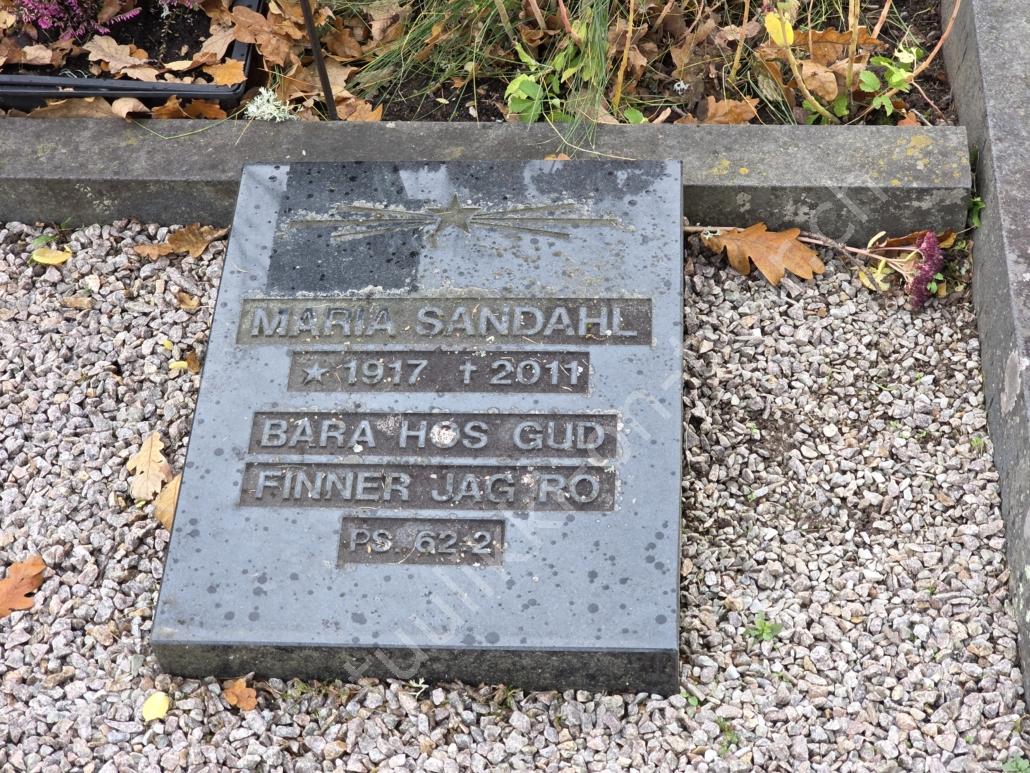 MARIA SANDAHL
★ 1917 † 2011
BARA HOS GUD
FINNER JAG RO
PS. 62-2